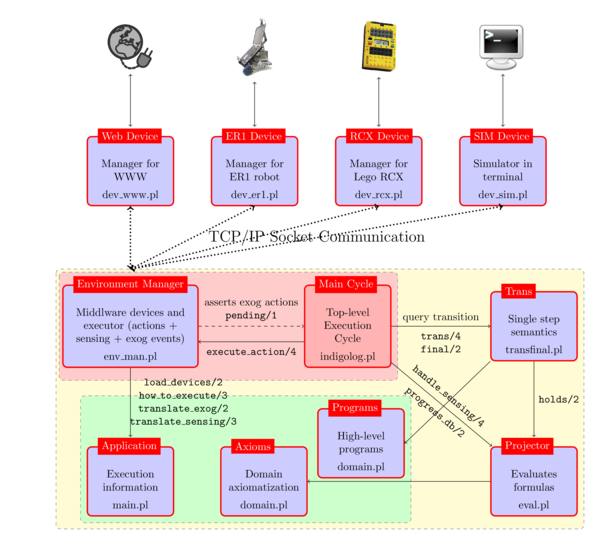 >_
Web Device
ER1 Device
RCX Device
SIM Device
Manager for
WWW
dev_www.pl
Manager for
ER1 robot
dev_er1.pl
Manager for
Lego RCX
dev_rcx.pl
Simulator in
terminal
dev_sim.pl
TCP/IP Socket Communication
Environment Manager
Middlware devices and
executor (actions +
sensing + exog events)
env_man.pl
asserts exog actions
pending/1
execute_action/4
Main Cycle
Top-level
Execution
Cycle
indigolog.pl
query transition
trans/4
final/2
Trans
Single step
semantics
transfinal.pl
load_devices/2
how_to_execute/3
translate_exog/2
translate_sensing/3
handle_sensing/4
progress_db/2
holds/2
Programs
High-level
programs
domain.pl
Application
Execution
information
main.pl
Axioms
Domain
axiomatization
domain.pl
Projector
Evaluates
formulas
eval.pl